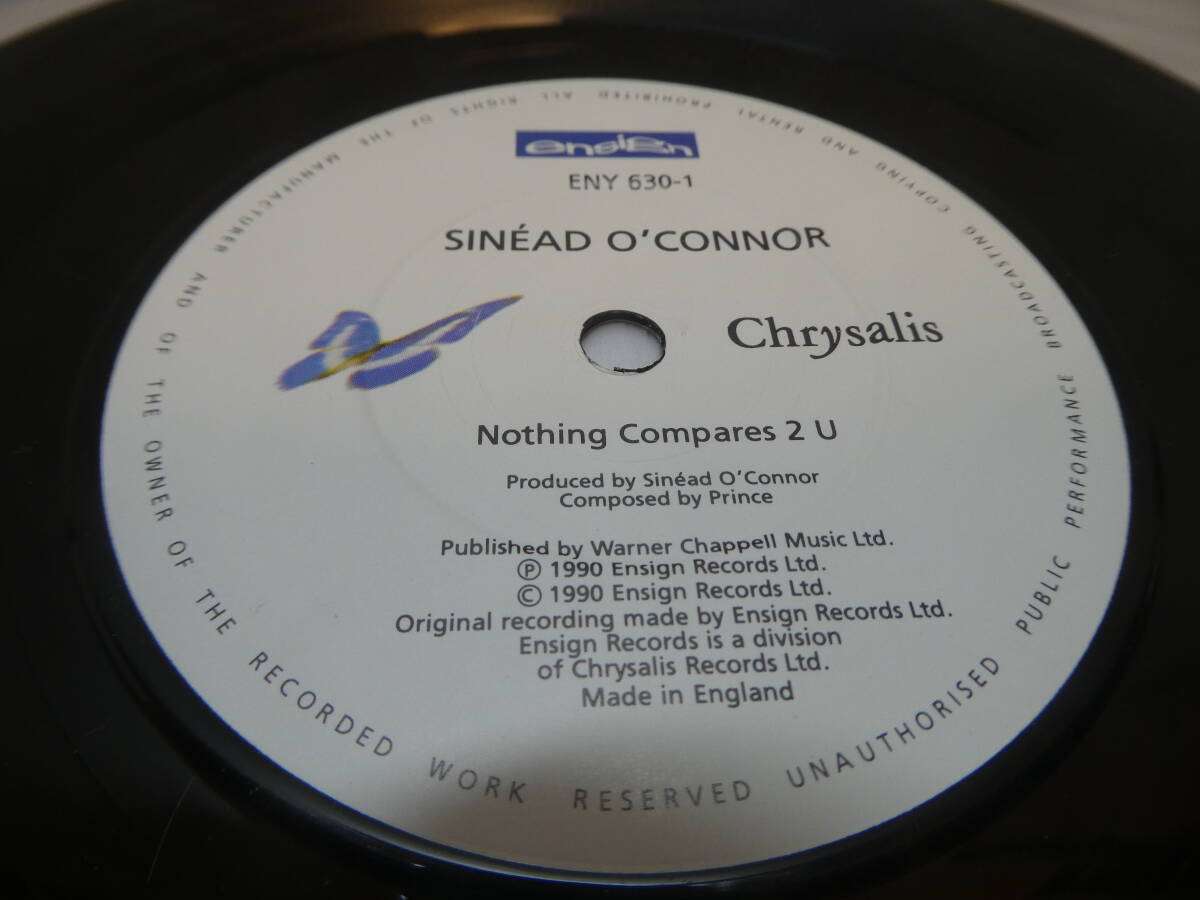 ensign
ENY 630-1
SINÉAD O'CONNOR
Chrysalis
Nothing Compares 2 U
Produced by Sinéad O'Connor
Composed by Prince
Published by Warner Chappell Music Ltd.
℗ 1990 Ensign Records Ltd.
© 1990 Ensign Records Ltd.
Original recording made by Ensign Records Ltd.
Ensign Records is a division
of Chrysalis Records Ltd.
Made in England
ALL RIGHTS OF THE MANUFACTURER AND OF THE OWNER OF THE RECORDED WORK RESERVED UNAUTHORISED PUBLIC PERFORMANCE BROADCASTING COPYING AND RENTAL PROHIBITED